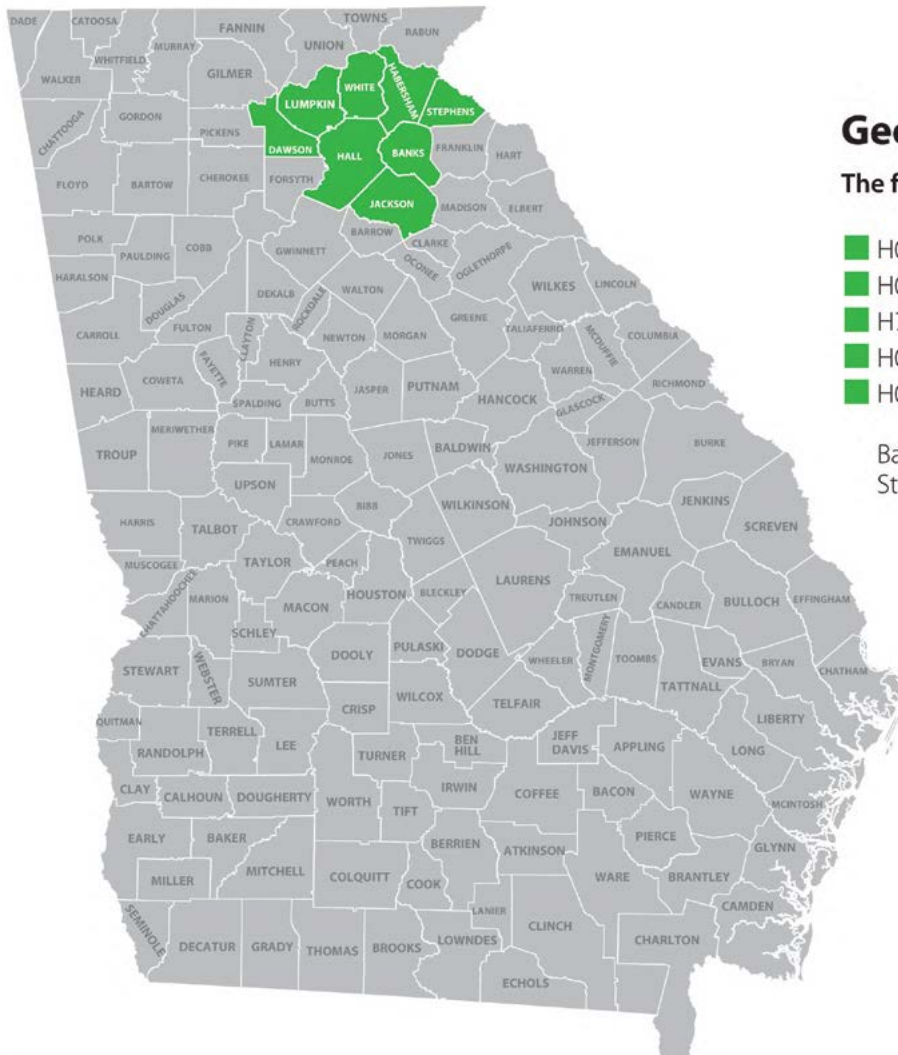 DADE CATOOSA FANNIN TOWNS RABUN
WALKER WHITFIELD MURRAY UNION
GILMER
CHATTOOGA GORDON PICKENS LUMPKIN WHITE HABERSHAM STEPHENS
DAWSON HALL BANKS FRANKLIN HART
FLOYD BARTOW CHEROKEE FORSYTH JACKSON MADISON ELBERT
POLK PAULDING COBB GWINNETT BARROW CLARKE OCONEE OGLETHORPE WILKES LINCOLN
HARALSON DOUGLAS DEKALB ROCKDALE WALTON
CARROLL FULTON CLAYTON NEWTON MORGAN GREENE TALIAFERRO MCDUFFIE COLUMBIA
HEARD COWETA FAYETTE HENRY JASPER PUTNAM HANCOCK WARREN GLASCOCK RICHMOND
SPALDING BUTTS
TROUP MERIWETHER PIKE LAMAR MONROE JONES BALDWIN WASHINGTON JEFFERSON BURKE
UPSON
HARRIS TALBOT CRAWFORD BIBB TWIGGS WILKINSON JOHNSON JENKINS SCREVEN
MUSCOGEE TAYLOR PEACH EMANUEL
CHATTAHOOCHEE MARION MACON HOUSTON BLECKLEY LAURENS TREUTLEN CANDLER BULLOCH EFFINGHAM
SCHLEY
STEWART WEBSTER SUMTER DOOLY PULASKI DODGE WHEELER MONTGOMERY TOOMBS TATTNALL EVANS BRYAN CHATHAM
QUITMAN CRISP WILCOX TELFAIR LIBERTY
RANDOLPH TERRELL LEE TURNER BEN HILL JEFF DAVIS APPLING LONG
CLAY CALHOUN DOUGHERTY WORTH TIFT IRWIN COFFEE BACON WAYNE MCINTOSH
EARLY BAKER MITCHELL COLQUITT BERRIEN ATKINSON PIERCE GLYNN
MILLER COOK WARE BRANTLEY
SEMINOLE DECATUR GRADY THOMAS BROOKS LOWNDES LANIER CLINCH CHARLTON CAMDEN
ECHOLS
Geo
The f
HC
HC
H
HC
HC
Ba
St